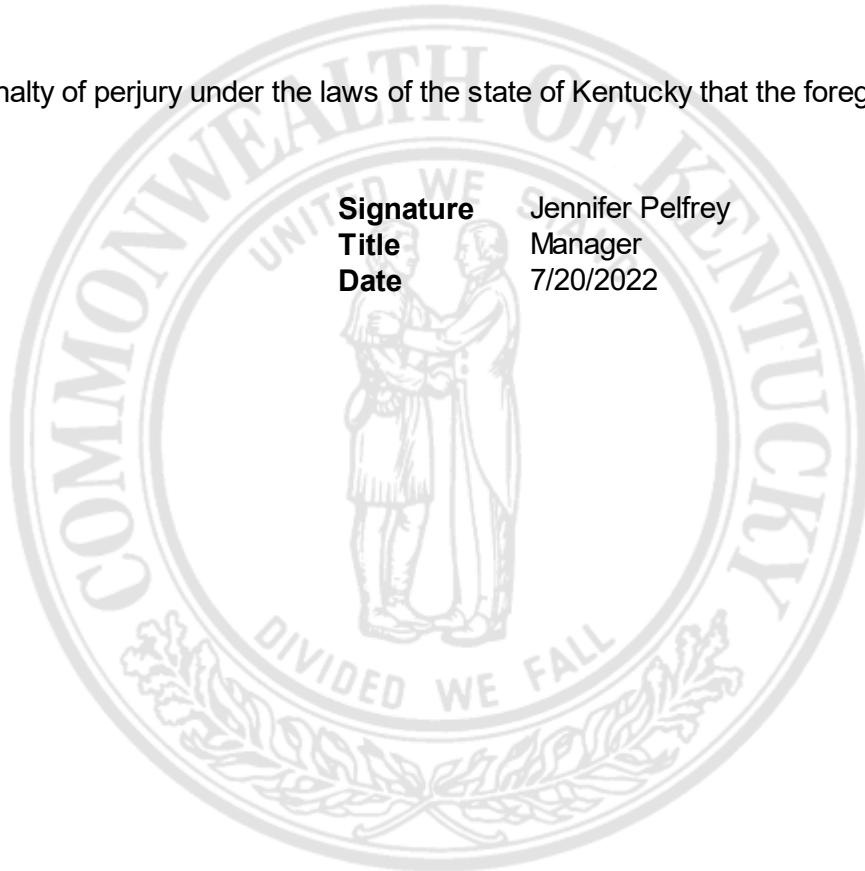 nalty of perjury under the laws of the state of Kentucky that the foreg
Signature Jennifer Pelfrey
Title Manager
Date 7/20/2022
COMMONWEALTH OF KENTUCKY
UNITED WE STAND
DIVIDED WE FALL